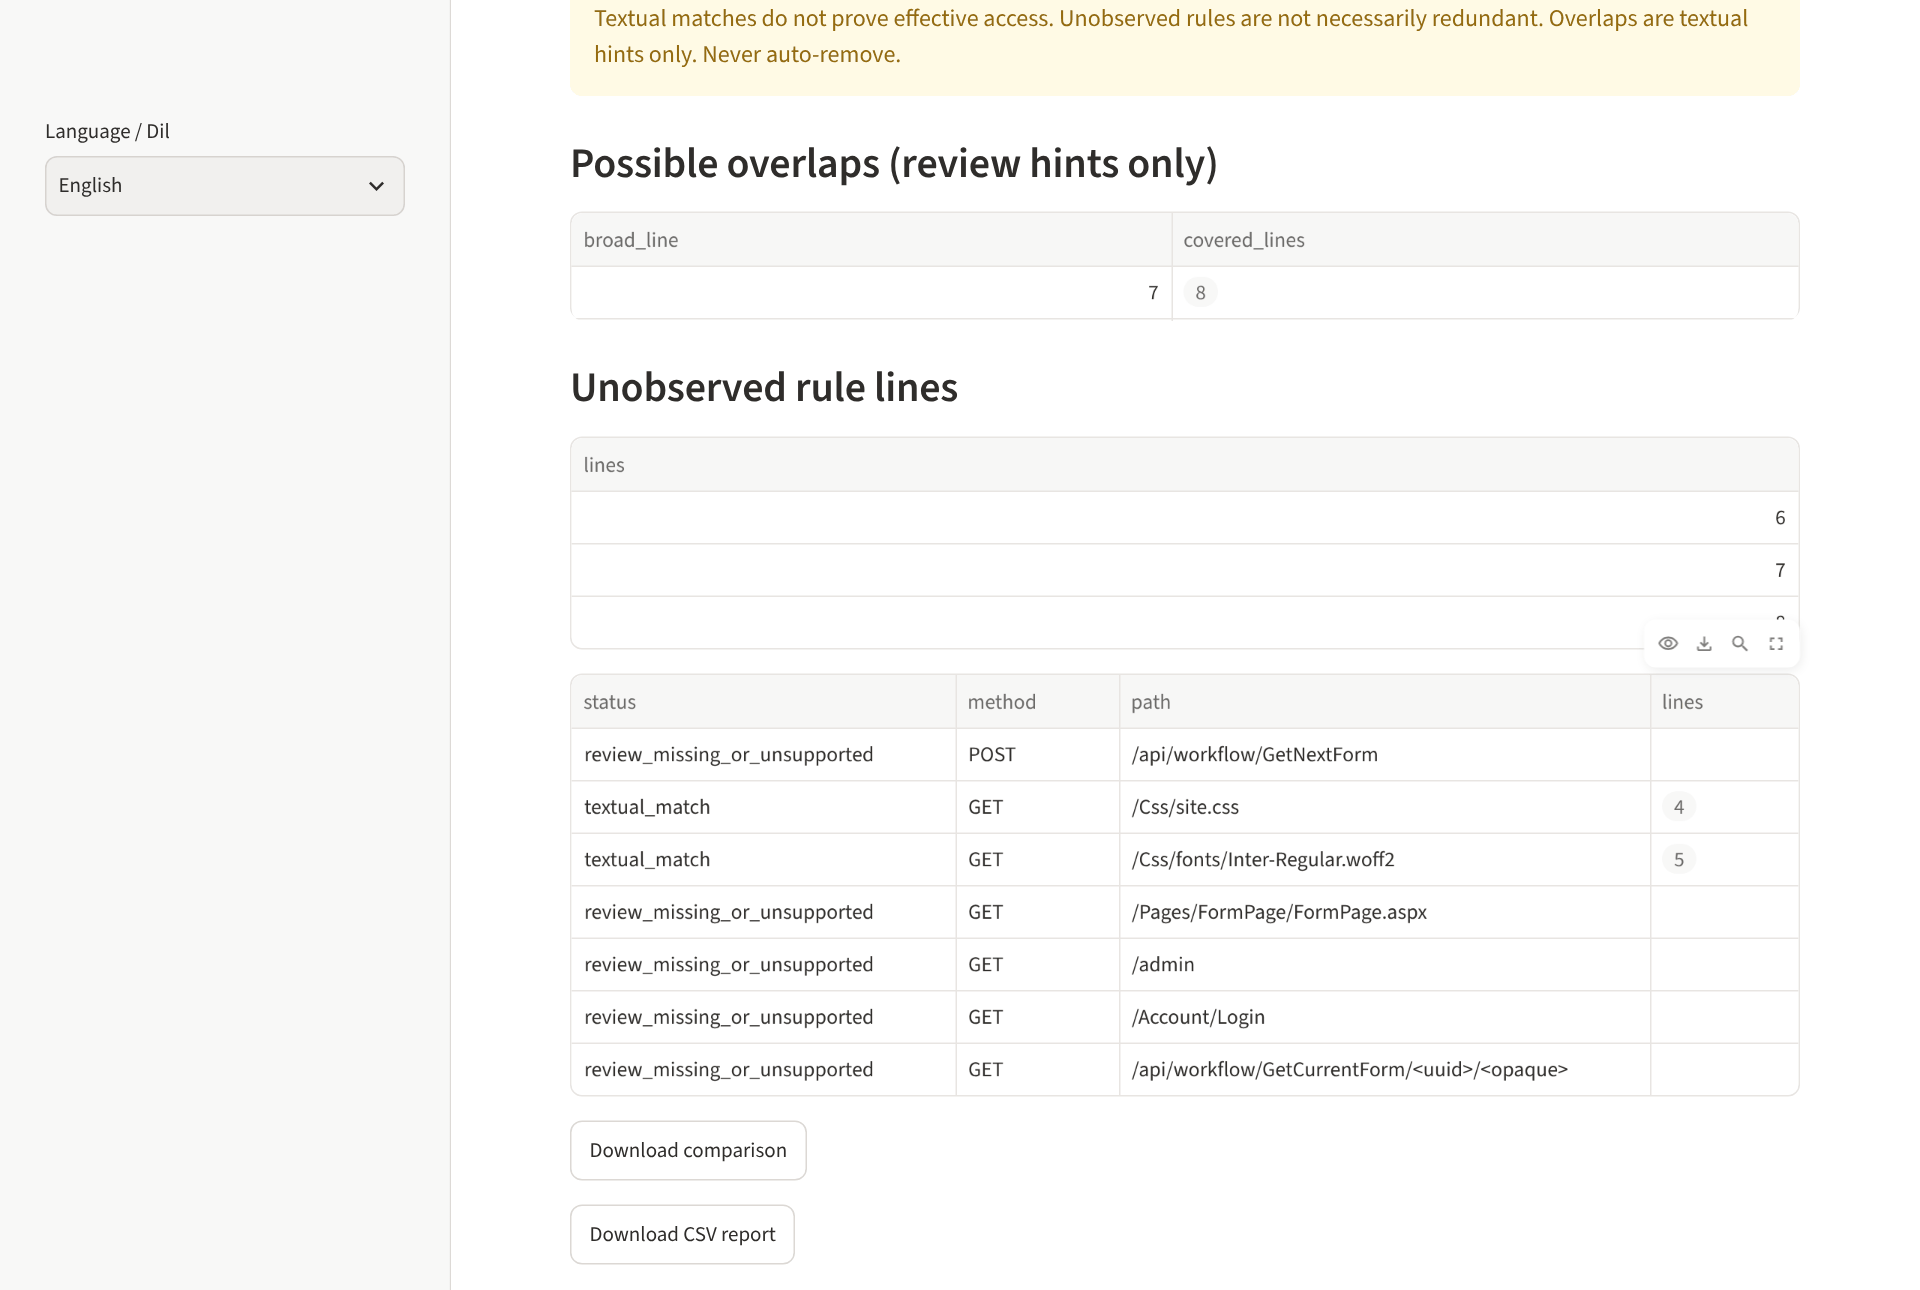 Textual matches do not prove effective access. Unobserved rules are not necessarily redundant. Overlaps are textual
hints only. Never auto-remove.
Language / Dil
English
Possible overlaps (review hints only)
broad_line covered_lines
7 8
Unobserved rule lines
lines
6
7
status method path lines
review_missing_or_unsupported POST /api/workflow/GetNextForm
textual_match GET /Css/site.css 4
textual_match GET /Css/fonts/Inter-Regular.woff2 5
review_missing_or_unsupported GET /Pages/FormPage/FormPage.aspx
review_missing_or_unsupported GET /admin
review_missing_or_unsupported GET /Account/Login
review_missing_or_unsupported GET /api/workflow/GetCurrentForm/<uuid>/<opaque>
Download comparison
Download CSV report